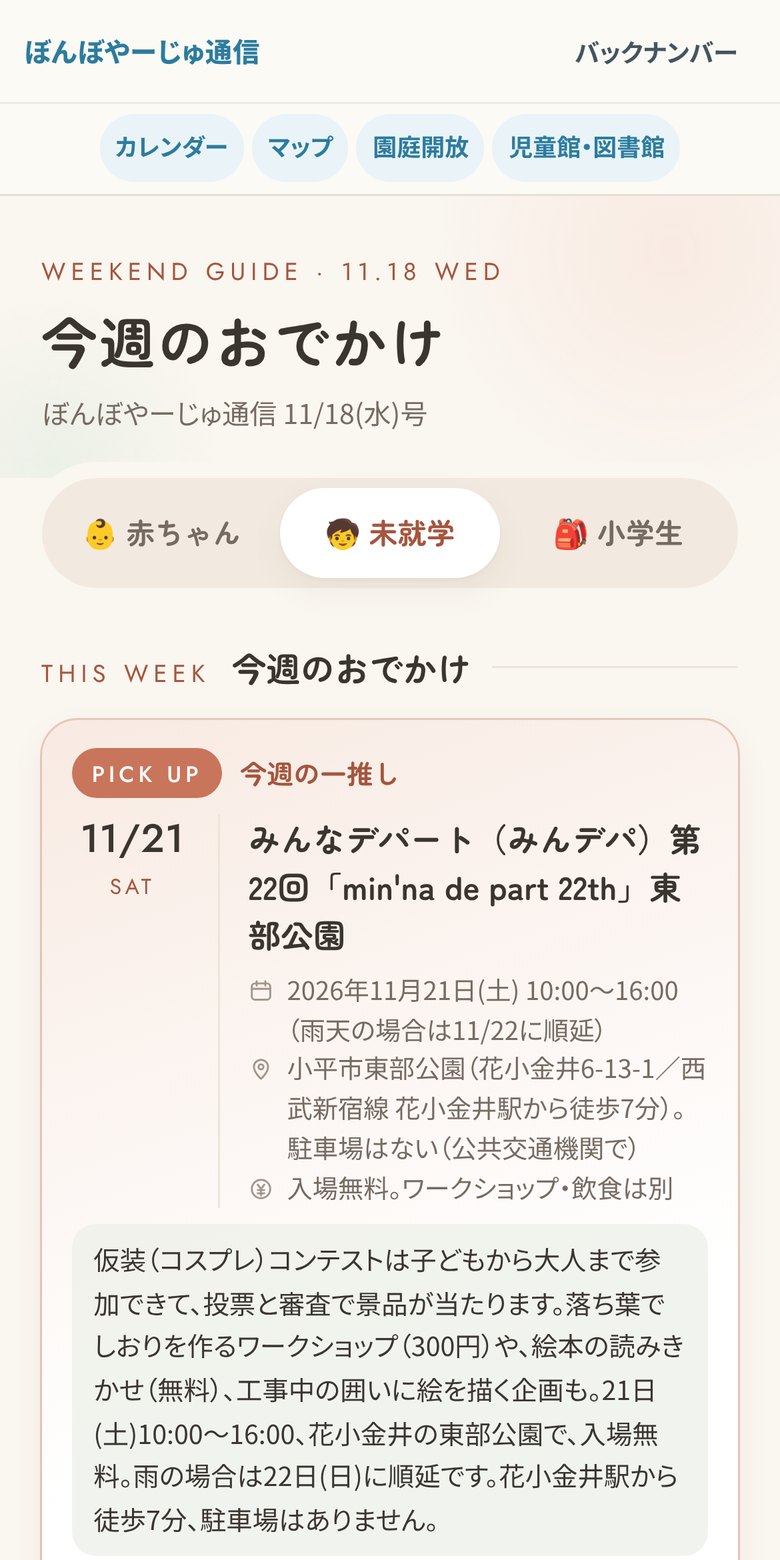 ぼんぼやーじゅ通信
バックナンバー
カレンダー
マップ
園庭開放
児童館・図書館
WEEKEND GUIDE · 11.18 WED
今週のおでかけ
ぼんぼやーじゅ通信 11/18(水)号
赤ちゃん
未就学
小学生
THIS WEEK 今週のおでかけ
PICK UP 今週の一推し
11/21
SAT
みんなデパート（みんデパ）第
22回「min'na de part 22th」東
部公園
2026年11月21日(土) 10:00〜16:00
（雨天の場合は11/22に順延）
小平市東部公園（花小金井6-13-1／西
武新宿線 花小金井駅から徒歩7分）。
駐車場はない（公共交通機関で）
入場無料。ワークショップ・飲食は別
仮装（コスプレ）コンテストは子どもから大人まで参
加できて、投票と審査で景品が当たります。落ち葉で
しおりを作るワークショップ（300円）や、絵本の読みき
かせ（無料）、工事中の囲いに絵を描く企画も。21日
(土)10:00〜16:00、花小金井の東部公園で、入場無
料。雨の場合は22日(日)に順延です。花小金井駅から
徒歩7分、駐車場はありません。